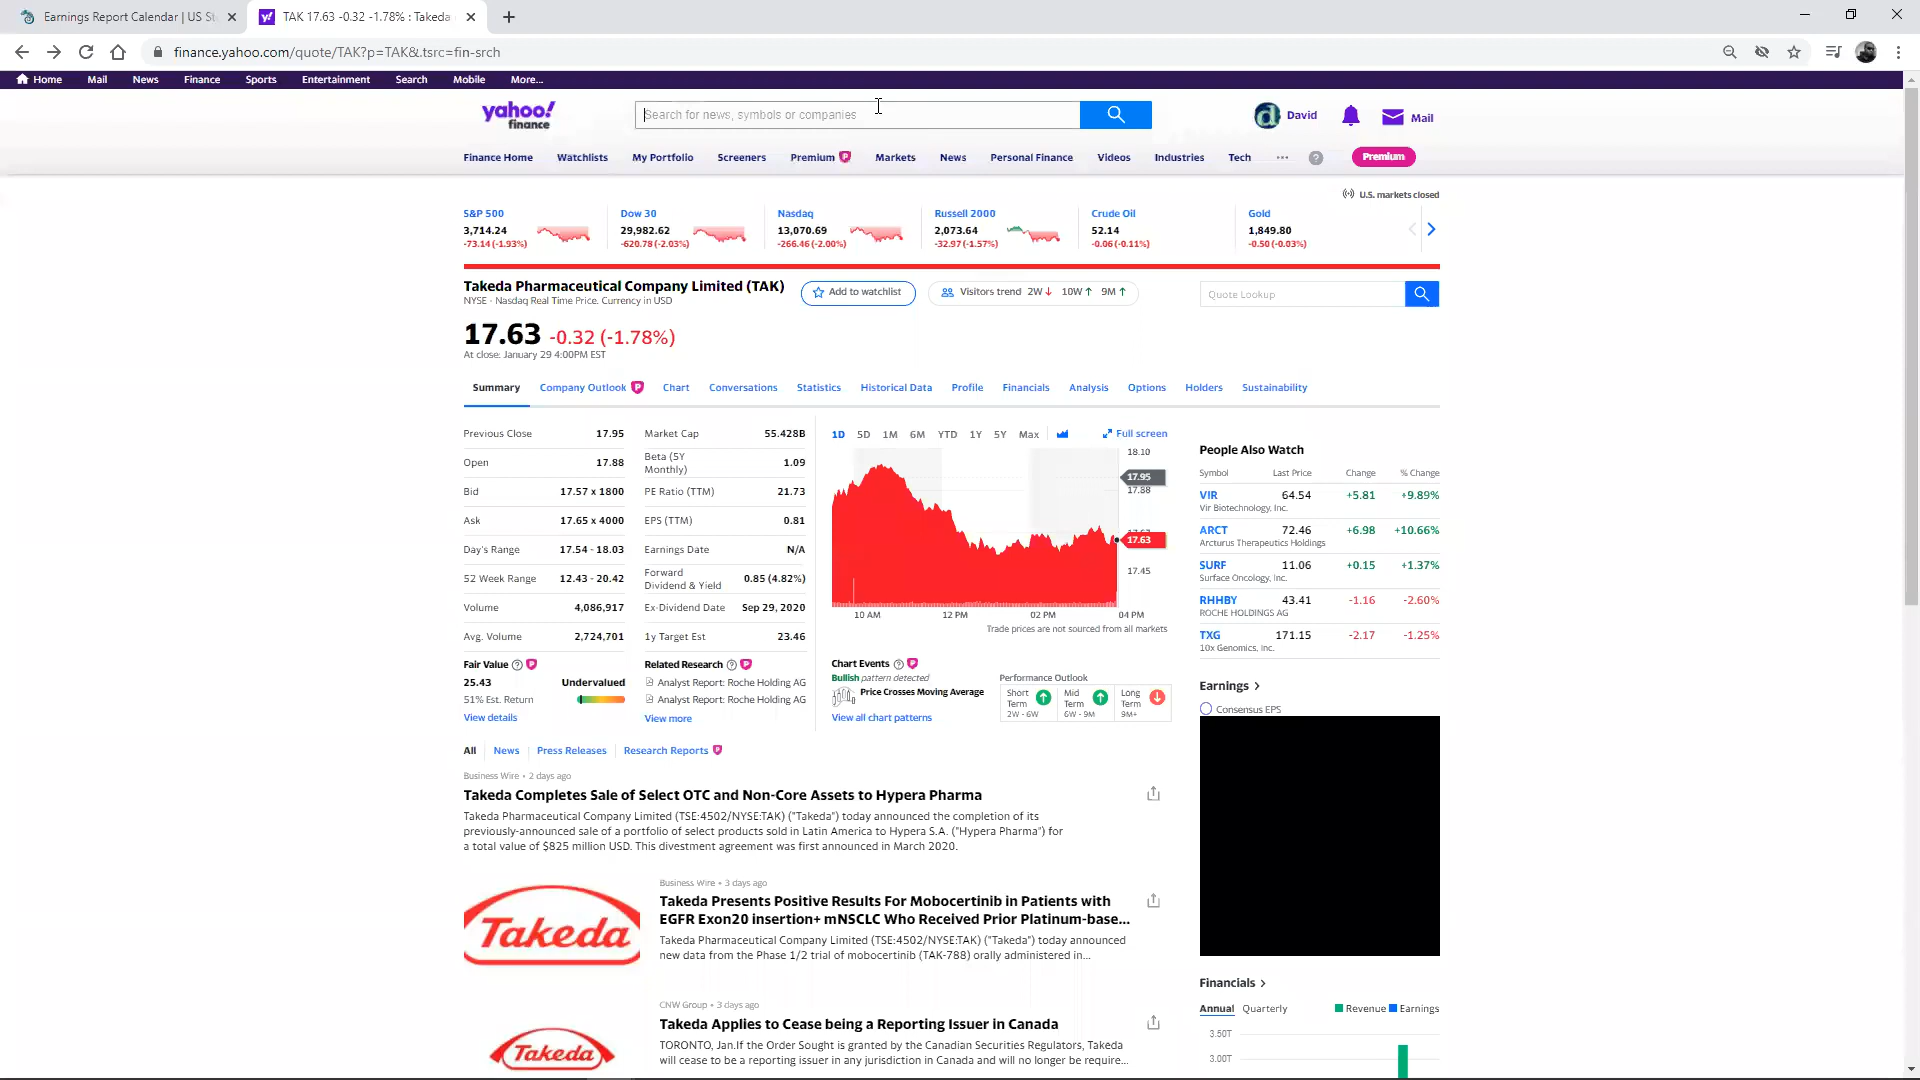 Earnings Report Calendar | US St
TAK 17.63 -0.32 -1.78% : Takeda
finance.yahoo.com/quote/TAK?p=TAK&.tsrc=fin-srch
Home Mail News Finance Sports Entertainment Search Mobile More...
yahoo!
finance
Search for news, symbols or companies
David
Mail
Finance Home Watchlists My Portfolio Screeners Premium P Markets News Personal Finance Videos Industries Tech ... ? Premium
U.S. markets closed
S&P 500 Dow 30 Nasdaq Russell 2000 Crude Oil Gold
3,714.24 29,982.62 13,070.69 2,073.64 52.14 1,849.80
-73.14 (-1.93%) -620.78 (-2.03%) -266.46 (-2.00%) -32.97 (-1.57%) -0.06 (-0.11%) -0.50 (-0.03%)
Takeda Pharmaceutical Company Limited (TAK)
NYSE - Nasdaq Real Time Price. Currency in USD
Add to watchlist
Visitors trend 2W ↓ 10W ↑ 9M ↑
Quote Lookup
17.63 -0.32 (-1.78%)
At close: January 29 4:00PM EST
Summary Company Outlook P Chart Conversations Statistics Historical Data Profile Financials Analysis Options Holders Sustainability
Previous Close 17.95
Open 17.88
Bid 17.57 x 1800
Ask 17.65 x 4000
Day's Range 17.54 - 18.03
52 Week Range 12.43 - 20.42
Volume 4,086,917
Avg. Volume 2,724,701
Market Cap 55.428B
Beta (5Y
Monthly) 1.09
PE Ratio (TTM) 21.73
EPS (TTM) 0.81
Earnings Date N/A
Forward
Dividend & Yield 0.85 (4.82%)
Ex-Dividend Date Sep 29, 2020
1y Target Est 23.46
1D 5D 1M 6M YTD 1Y 5Y Max
Full screen
18.10
17.95
17.88
17.63
17.45
10 AM 12 PM 02 PM 04 PM
Trade prices are not sourced from all markets
Fair Value ? P
25.43 Undervalued
51% Est. Return
View details
Related Research ? P
Analyst Report: Roche Holding AG
Analyst Report: Roche Holding AG
View more
Chart Events ? P
Bullish pattern detected
Price Crosses Moving Average
View all chart patterns
Performance Outlook
Short
Term
2W - 6W
Mid
Term
6W - 9M
Long
Term
9M+
People Also Watch
Symbol Last Price Change % Change
VIR 64.54 +5.81 +9.89%
Vir Biotechnology, Inc.
ARCT 72.46 +6.98 +10.66%
Arcturus Therapeutics Holdings
SURF 11.06 +0.15 +1.37%
Surface Oncology, Inc.
RHHBY 43.41 -1.16 -2.60%
ROCHE HOLDINGS AG
TXG 171.15 -2.17 -1.25%
10x Genomics, Inc.
Earnings >
Consensus EPS
All News Press Releases Research Reports P
Business Wire • 2 days ago
Takeda Completes Sale of Select OTC and Non-Core Assets to Hypera Pharma
Takeda Pharmaceutical Company Limited (TSE:4502/NYSE:TAK) ("Takeda") today announced the completion of its
previously-announced sale of a portfolio of select products sold in Latin America to Hypera S.A. ("Hypera Pharma") for
a total value of $825 million USD. This divestment agreement was first announced in March 2020.
Takeda
Business Wire • 3 days ago
Takeda Presents Positive Results For Mobocertinib in Patients with
EGFR Exon20 insertion+ mNSCLC Who Received Prior Platinum-base...
Takeda Pharmaceutical Company Limited (TSE:4502/NYSE:TAK) ("Takeda") today announced
new data from the Phase 1/2 trial of mobocertinib (TAK-788) orally administered in...
Takeda
CNW Group • 3 days ago
Takeda Applies to Cease being a Reporting Issuer in Canada
TORONTO, Jan.If the Order Sought is granted by the Canadian Securities Regulators, Takeda
will cease to be a reporting issuer in any jurisdiction in Canada and will no longer be require...
Financials >
Annual Quarterly Revenue Earnings
3.50T
3.00T